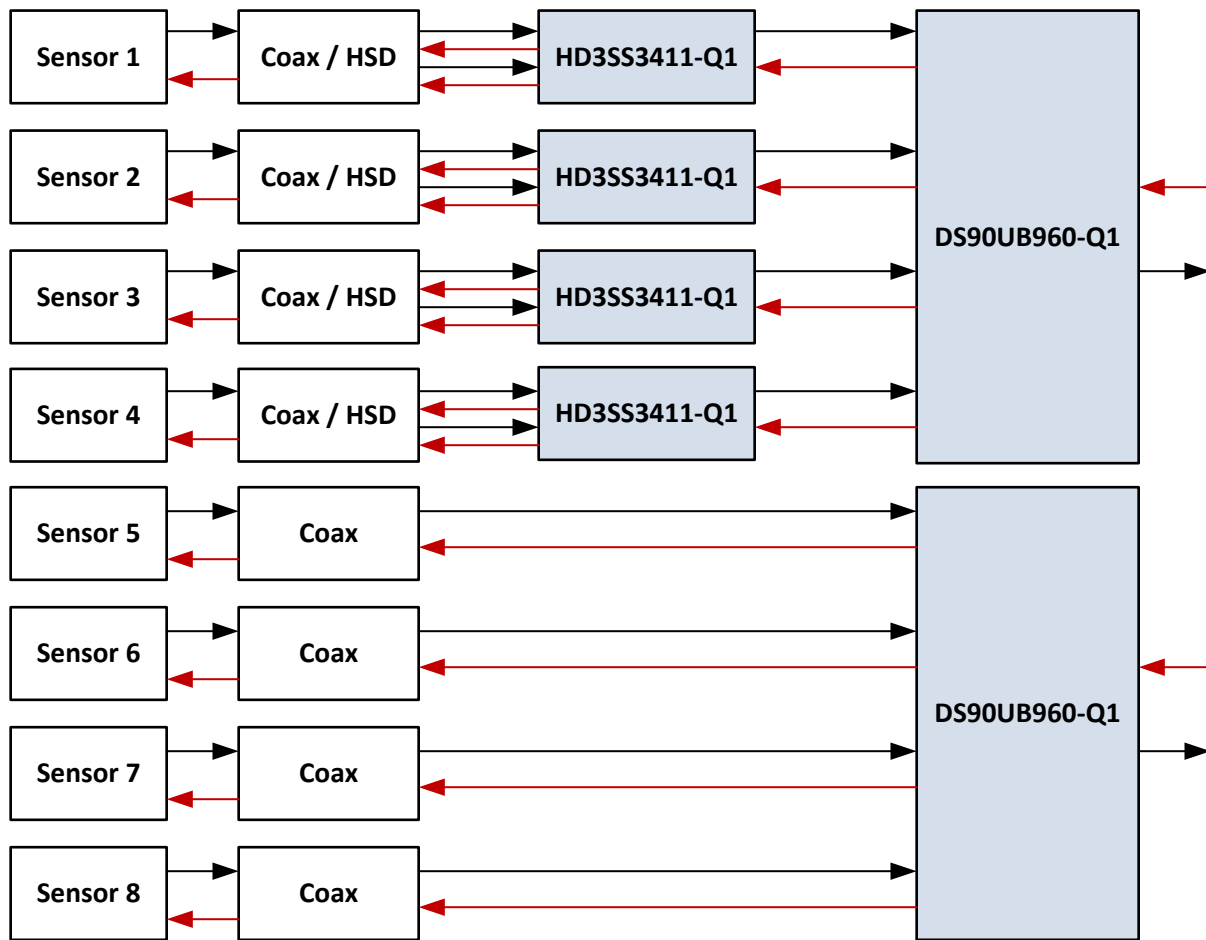 Sensor 1
Coax / HSD
HD3SS3411-Q1
Sensor 2
Coax / HSD
HD3SS3411-Q1
DS90UB960-Q1
Sensor 3
Coax / HSD
HD3SS3411-Q1
Sensor 4
Coax / HSD
HD3SS3411-Q1
Sensor 5
Coax
Sensor 6
Coax
DS90UB960-Q1
Sensor 7
Coax
Sensor 8
Coax